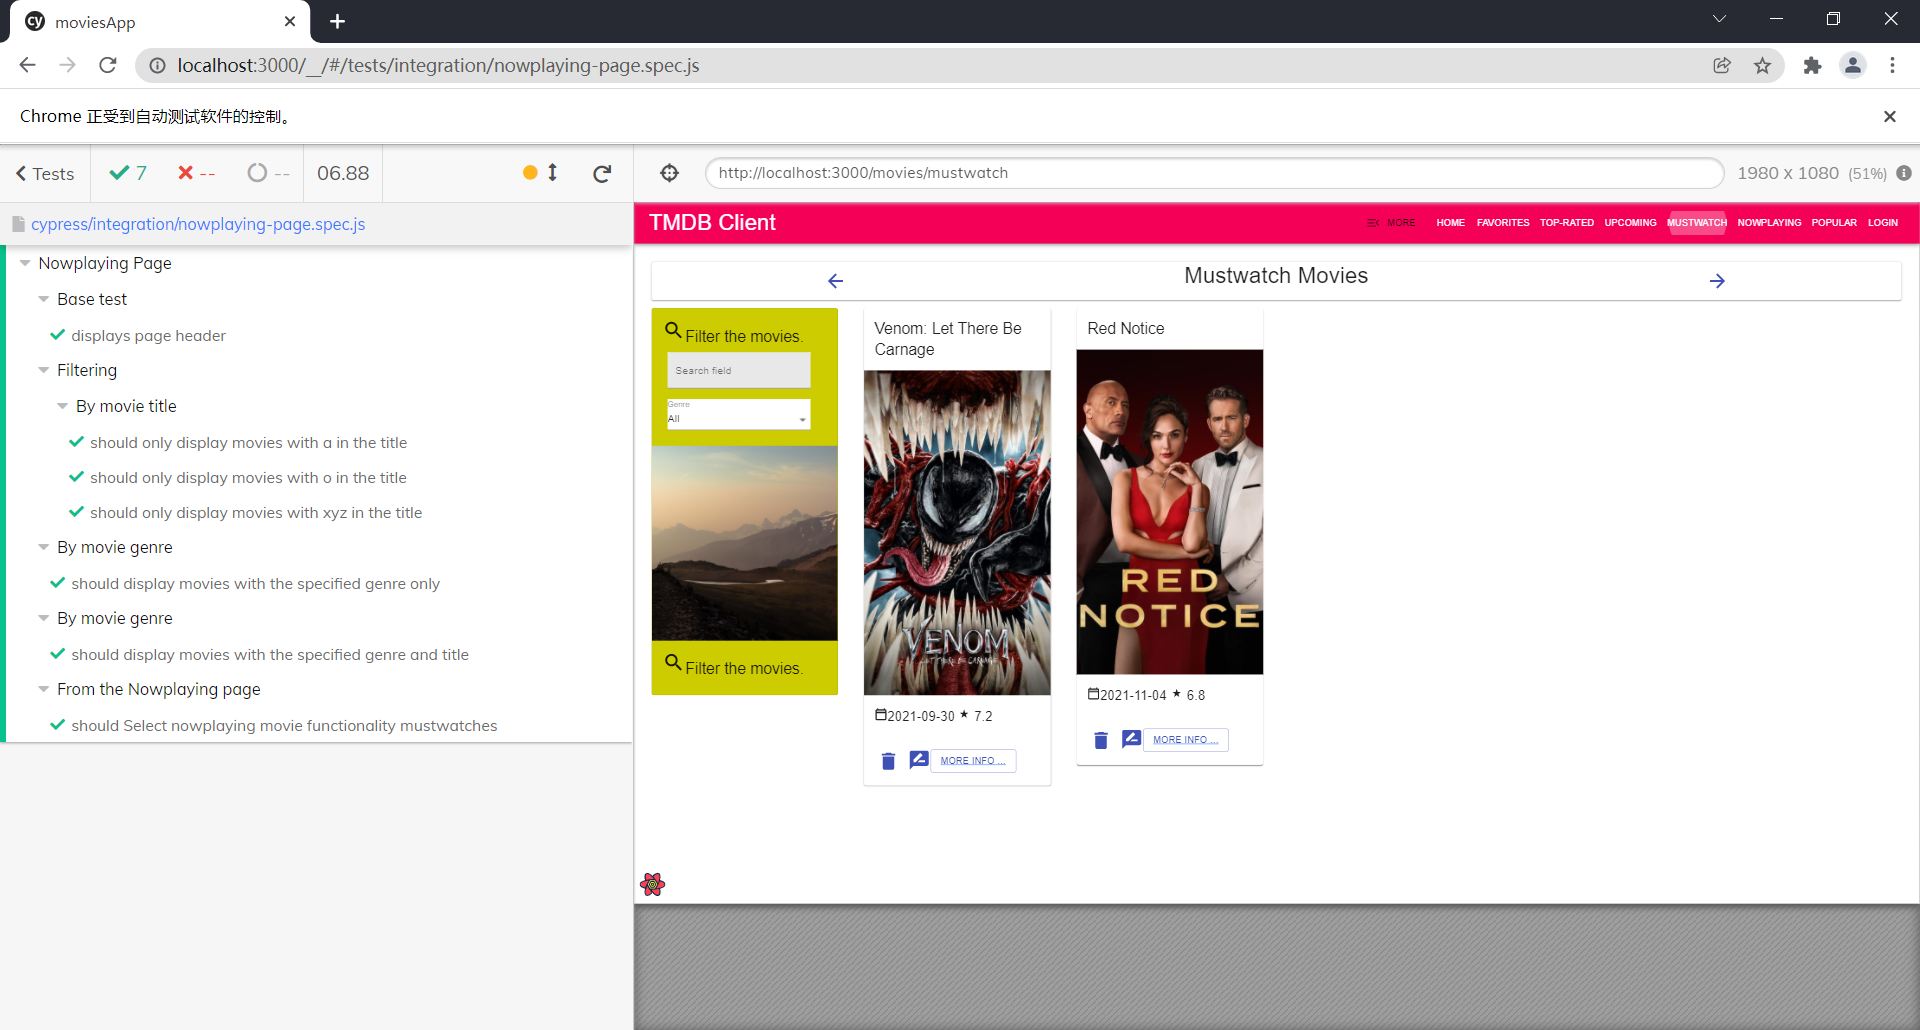 cy moviesApp
localhost:3000/__/#/tests/integration/nowplaying-page.spec.js
Chrome 正受到自动测试软件的控制。
Tests 7 -- -- 06.88
http://localhost:3000/movies/mustwatch 1980 x 1080 (51%)
cypress/integration/nowplaying-page.spec.js
Nowplaying Page
Base test
displays page header
Filtering
By movie title
should only display movies with a in the title
should only display movies with o in the title
should only display movies with xyz in the title
By movie genre
should display movies with the specified genre only
By movie genre
should display movies with the specified genre and title
From the Nowplaying page
should Select nowplaying movie functionality mustwatches
TMDB Client
MORE HOME FAVORITES TOP-RATED UPCOMING MUSTWATCH NOWPLAYING POPULAR LOGIN
Mustwatch Movies
Filter the movies.
Search field
Genre
All
Filter the movies.
Venom: Let There Be
Carnage
VENOM
LET THERE BE CARNAGE
2021-09-30 7.2
MORE INFO ...
Red Notice
RED
NOTICE
2021-11-04 6.8
MORE INFO ...